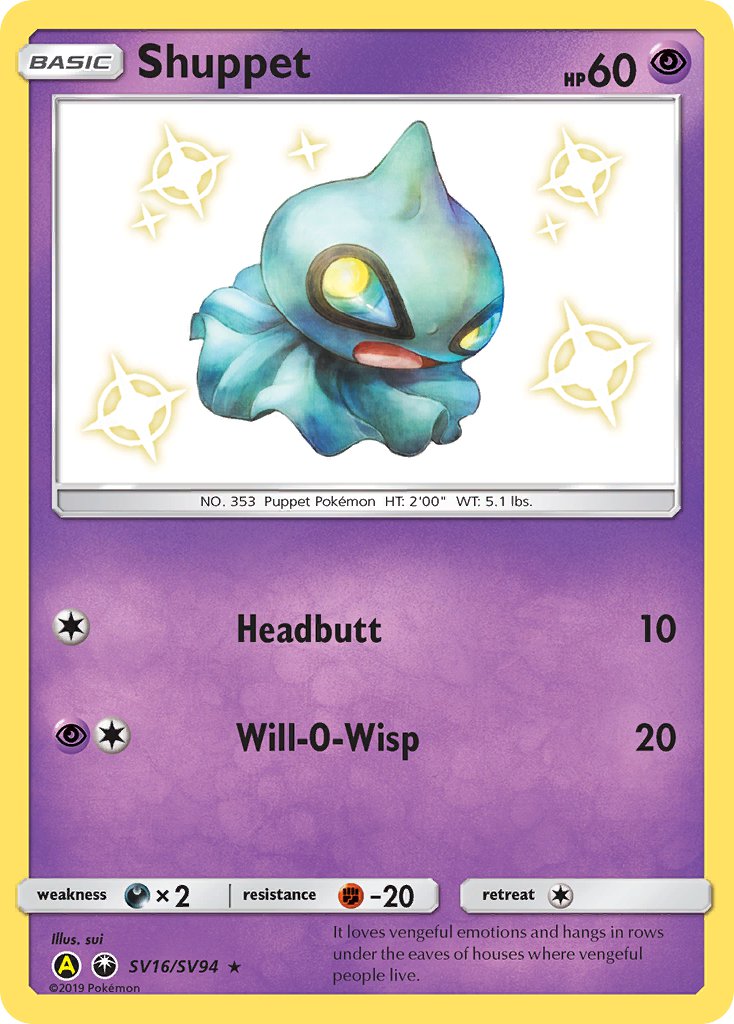 BASIC Shuppet HP60
NO. 353 Puppet Pokémon HT: 2'00" WT: 5.1 lbs.
Headbutt 10
Will-O-Wisp 20
weakness ×2 resistance -20 retreat
Illus. sui
A SV16/SV94 ★
©2019 Pokémon
It loves vengeful emotions and hangs in rows
under the eaves of houses where vengeful
people live.